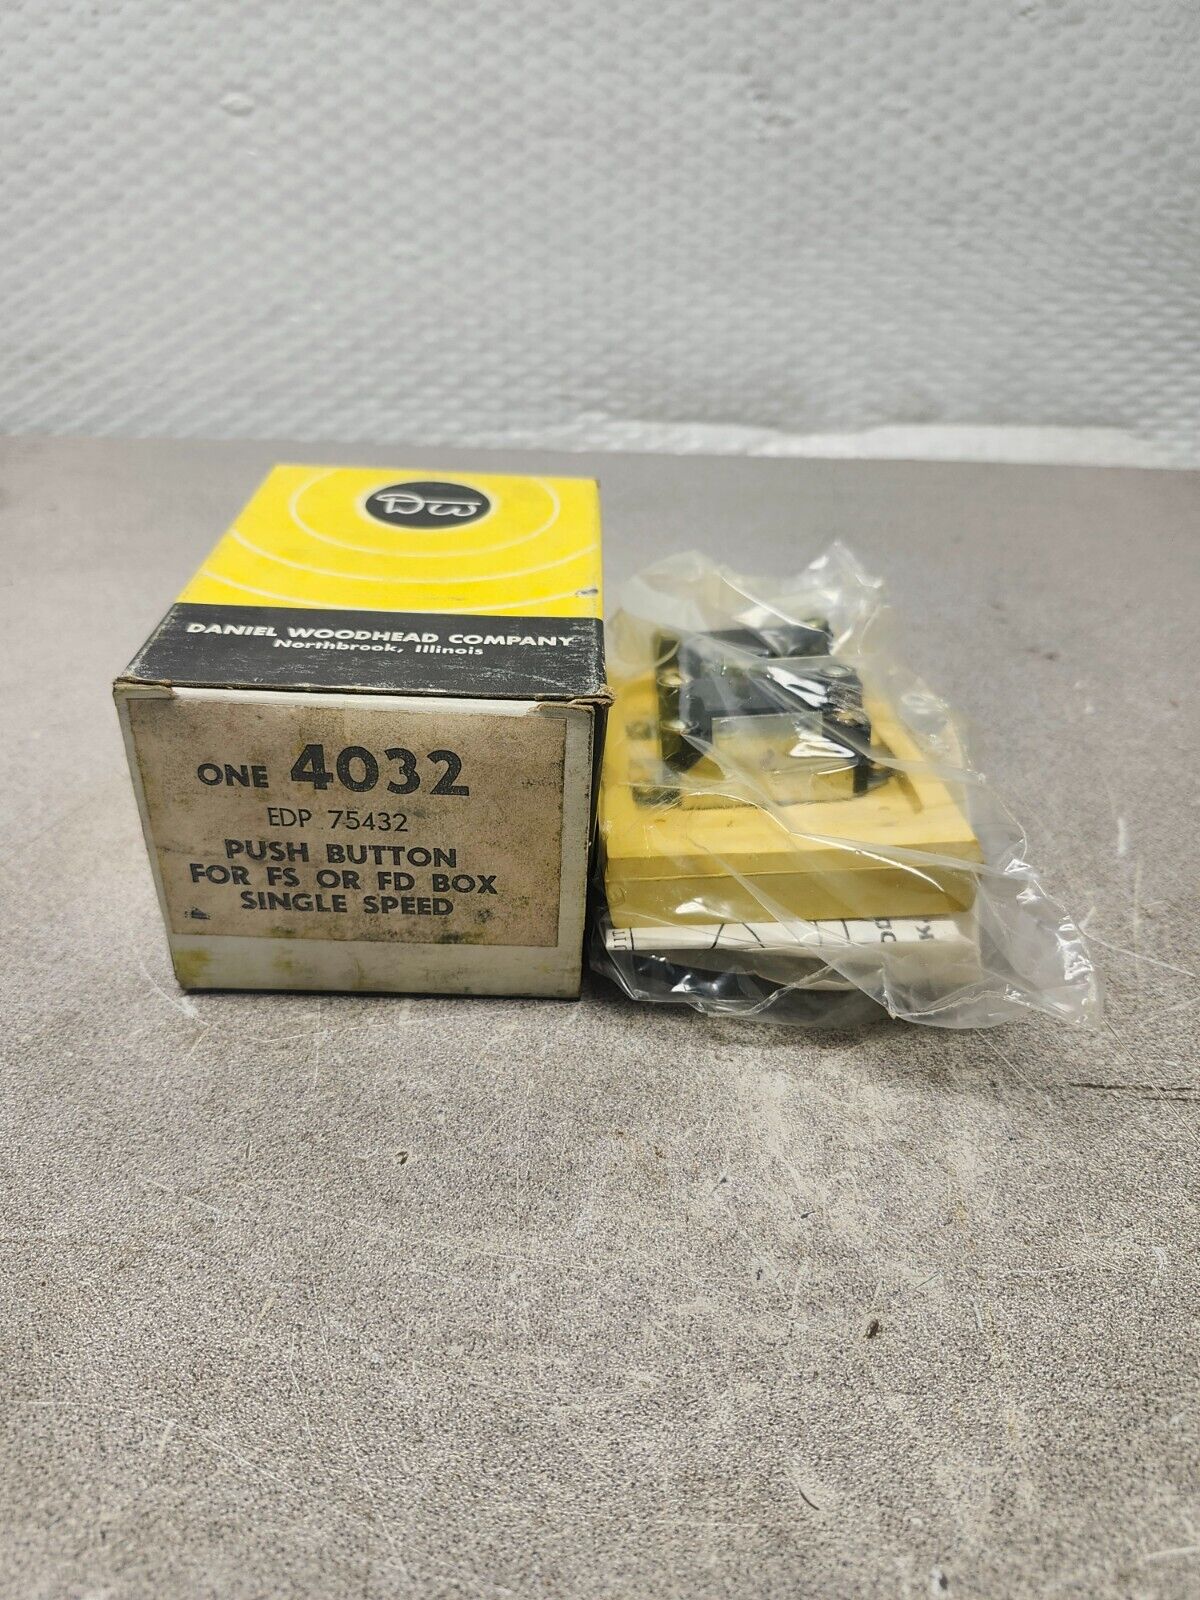 DW
DANIEL WOODHEAD COMPANY
Northbrook, Illinois
ONE 4032
EDP 75432
PUSH BUTTON
FOR FS OR FD BOX
SINGLE SPEED